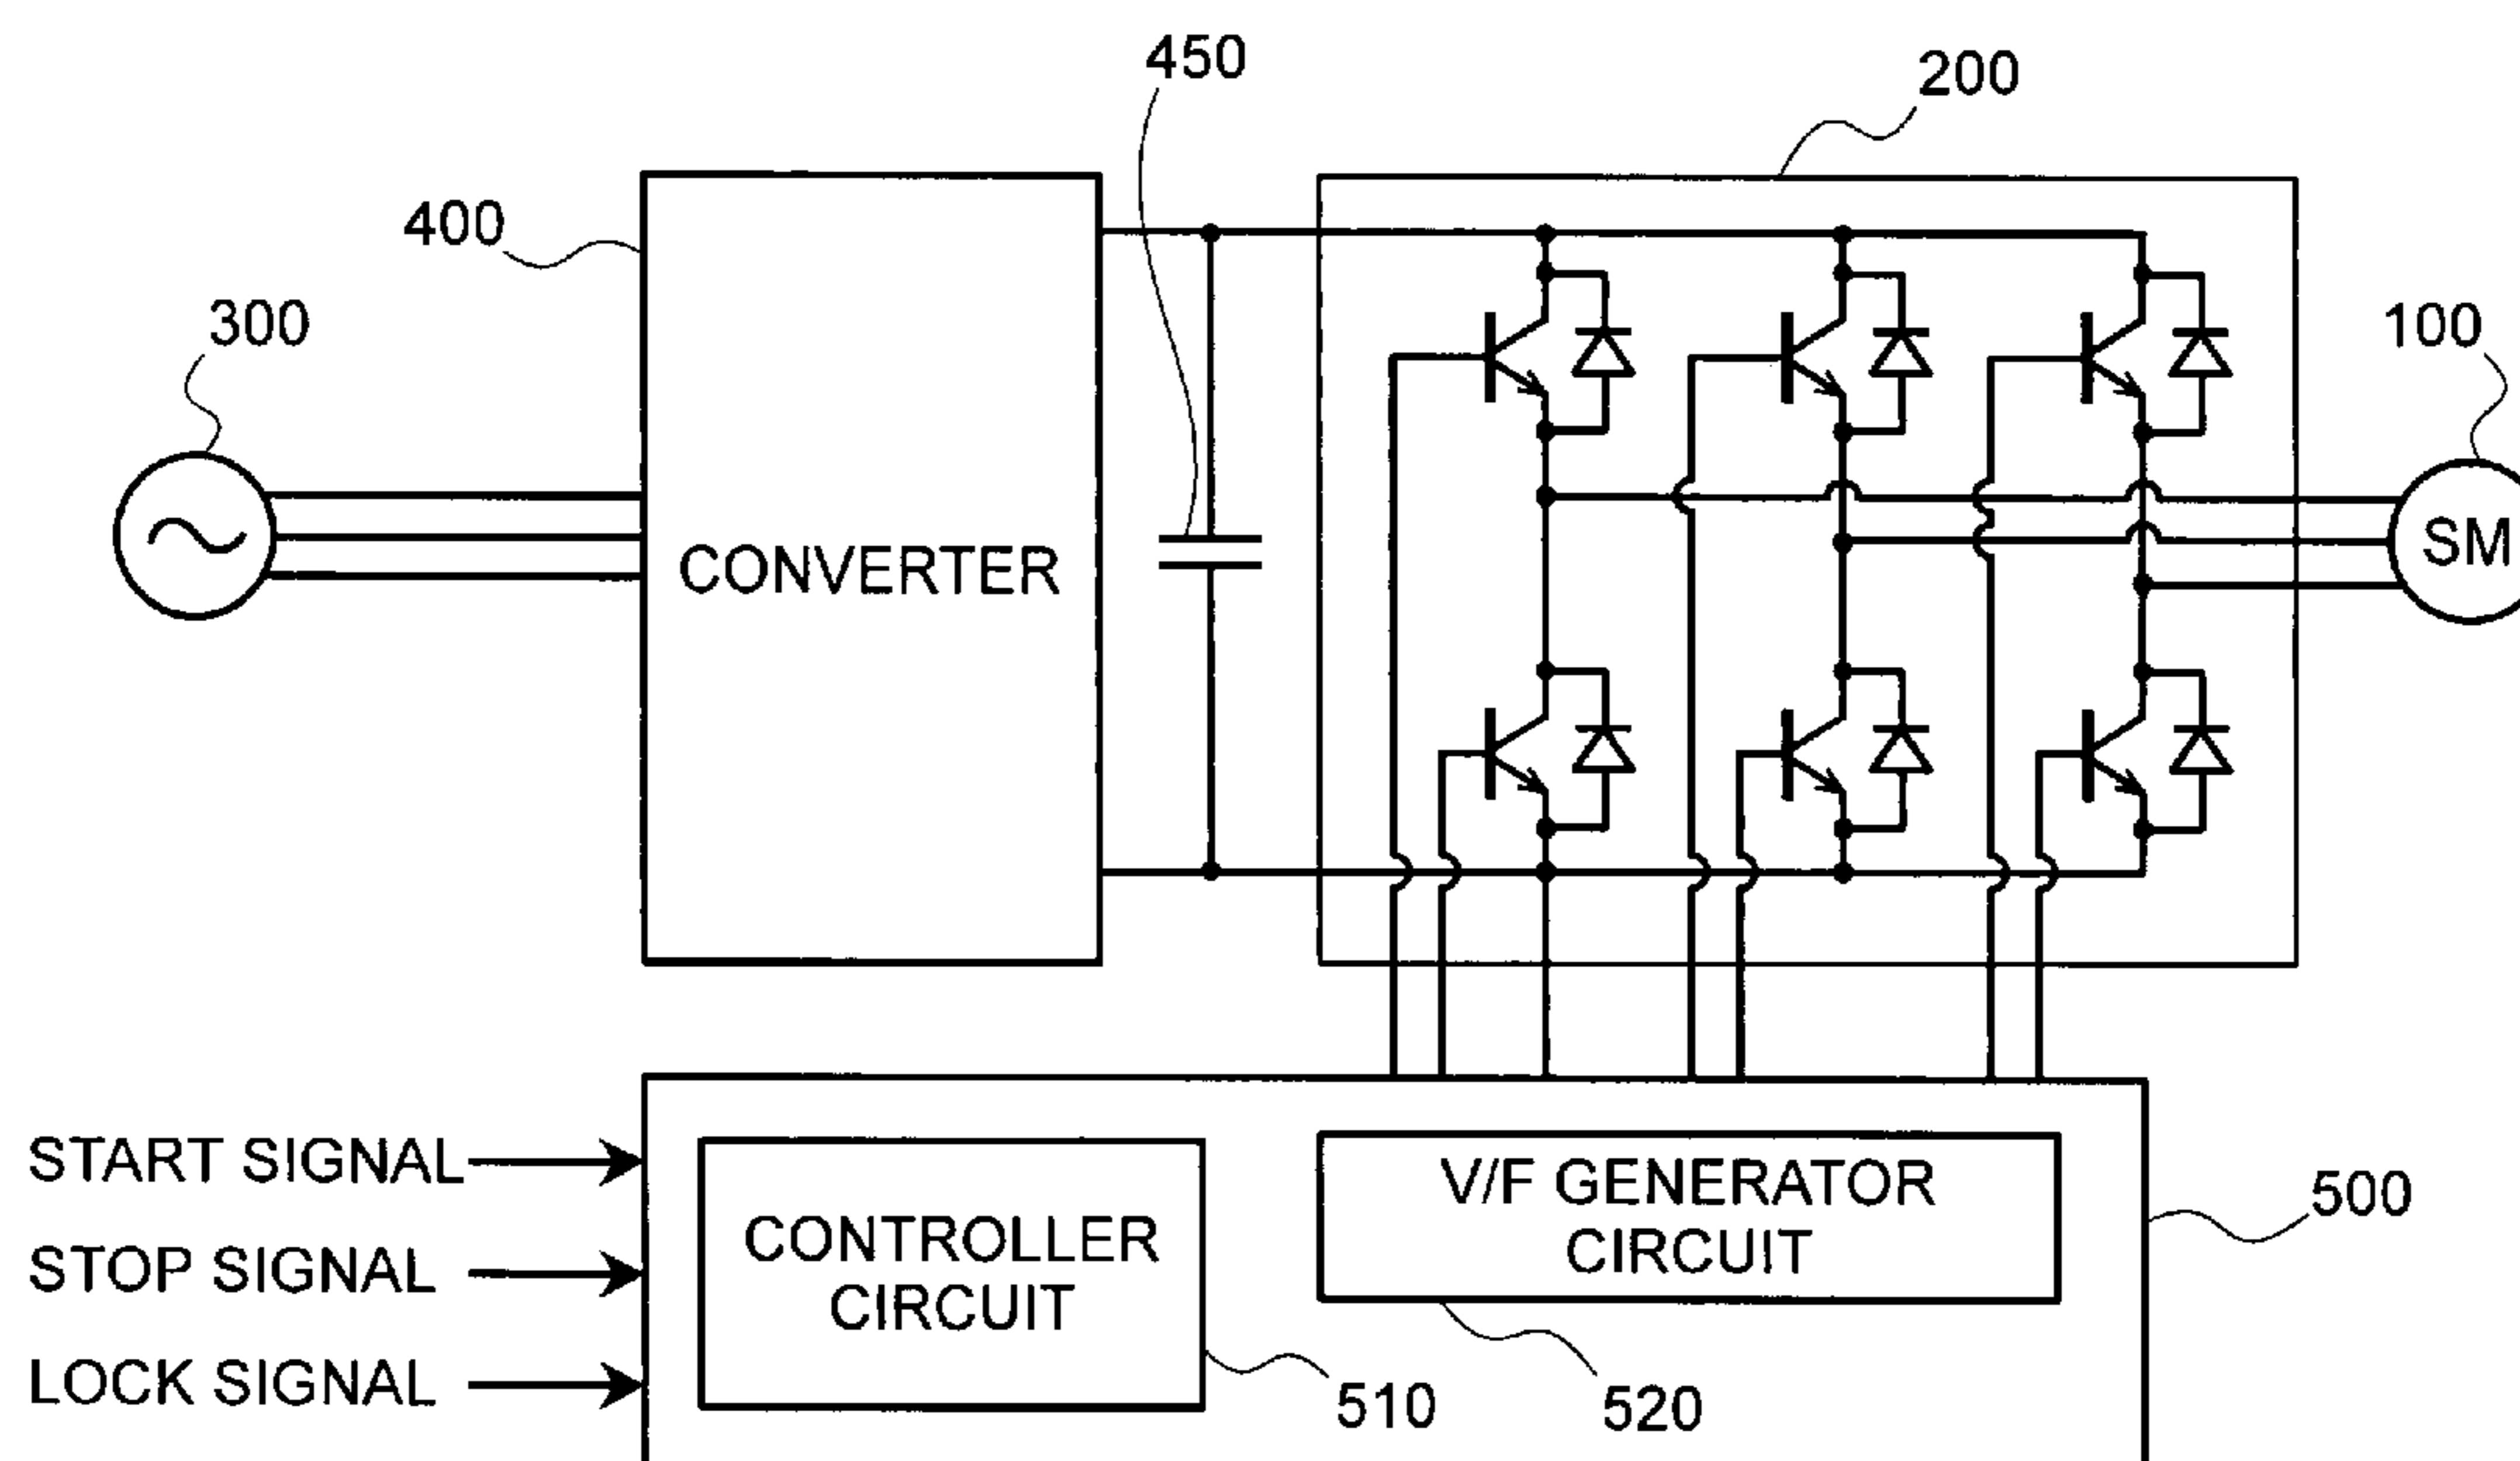 450
200
400
300
100
CONVERTER
SM
START SIGNAL
STOP SIGNAL
LOCK SIGNAL
CONTROLLER
CIRCUIT
V/F GENERATOR
CIRCUIT
500
510
520